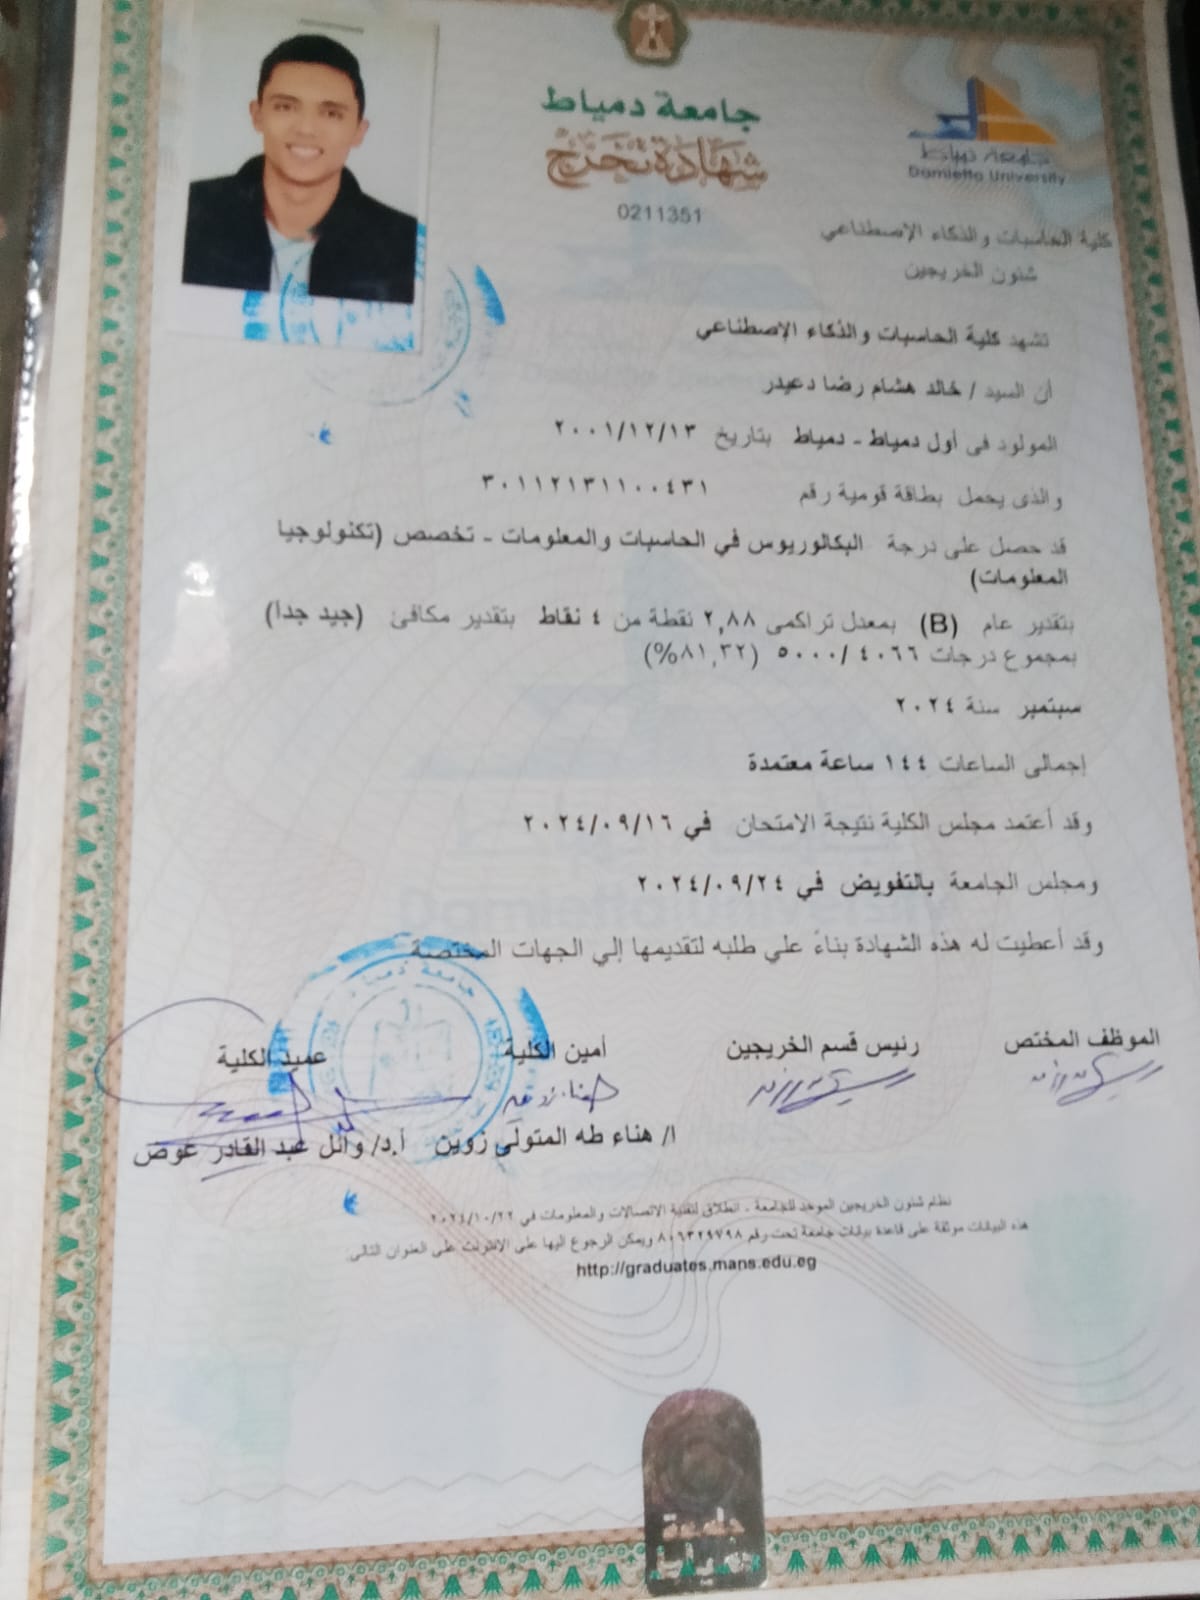 جامعة دمياط
شهادة تخرج
0211351
جامعة دمياط
Damietta University
كلية الحاسبات والذكاء الإصطناعي
شئون الخريجين
تشهد كلية الحاسبات والذكاء الإصطناعي
أن السيد / خالد هشام رضا دعيدر
المولود فى أول دمياط - دمياط بتاريخ ٢٠٠١/١٢/١٣
والذى يحمل بطاقة قومية رقم ٣٠١١٢١٣١١٠٠٤٣١
قد حصل على درجة البكالوريوس في الحاسبات والمعلومات - تخصص (تكنولوجيا
المعلومات)
بتقدير عام (B) بمعدل تراكمى ٢,٨٨ نقطة من ٤ نقاط بتقدير مكافئ (جيد جدا)
بمجموع درجات ٤٠٦٦ / ٥٠٠٠ (٨١,٣٢%)
سبتمبر سنة ٢٠٢٤
إجمالى الساعات ١٤٤ ساعة معتمدة
وقد أعتمد مجلس الكلية نتيجة الامتحان في ٢٠٢٤/٠٩/١٦
ومجلس الجامعة بالتفويض في ٢٠٢٤/٠٩/٢٤
وقد أعطيت له هذه الشهادة بناءً علي طلبه لتقديمها إلي الجهات المختصة
الموظف المختص رئيس قسم الخريجين أمين الكلية عميد الكلية
ا/ هناء طه المتولى زوين أ.د/ وائل عبد القادر عوض
نظام شئون الخريجين الموحد للجامعة - انطلاق لتقنية الاتصالات والمعلومات في ٢٠٢٤/١٠/٢٢
هذه البيانات موثقة على قاعدة بيانات جامعة تحت رقم ٨٠٦٣٢٩٧٩٨ ويمكن الرجوع اليها على الانترنت على العنوان التالى:
http://graduates.mans.edu.eg
جامعة
دمياط